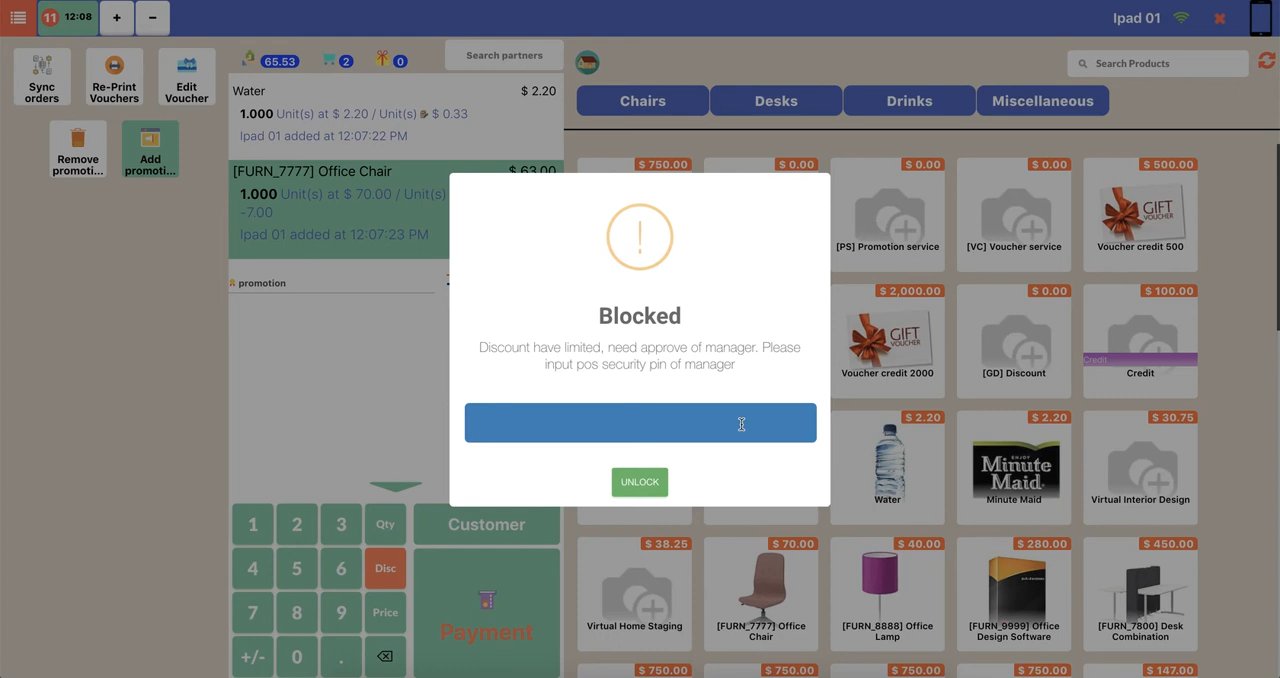 11 12:08 + −
Ipad 01
Sync orders
Re-Print Vouchers
Edit Voucher
Remove promoti...
Add promoti...
65.53 2 0
Search partners
Water $ 2.20
1.000 Unit(s) at $ 2.20 / Unit(s) $ 0.33
Ipad 01 added at 12:07:22 PM
[FURN_7777] Office Chair $ 63.00
1.000 Unit(s) at $ 70.00 / Unit(s)
-7.00
Ipad 01 added at 12:07:23 PM
promotion
1 2 3 Qty
4 5 6 Disc
7 8 9 Price
+/- 0 .
Customer
Payment
Blocked
Discount have limited, need approve of manager. Please
input pos security pin of manager
UNLOCK
Search Products
Chairs Desks Drinks Miscellaneous
$ 750.00 $ 0.00 $ 0.00 $ 0.00 $ 500.00
[PS] Promotion service
[VC] Voucher service
GIFT VOUCHER
Voucher credit 500
$ 2,000.00 $ 0.00 $ 100.00
GIFT VOUCHER
Voucher credit 2000
[GD] Discount
Credit
Credit
$ 2.20 $ 2.20 $ 30.75
Water
ENJOY
Minute
Maid
Minute Maid
Virtual Interior Design
$ 38.25 $ 70.00 $ 40.00 $ 280.00 $ 450.00
Virtual Home Staging
[FURN_7777] Office
Chair
[FURN_8888] Office
Lamp
[FURN_9999] Office
Design Software
[FURN_7800] Desk
Combination
$ 750.00 $ 750.00 $ 750.00 $ 750.00 $ 147.00